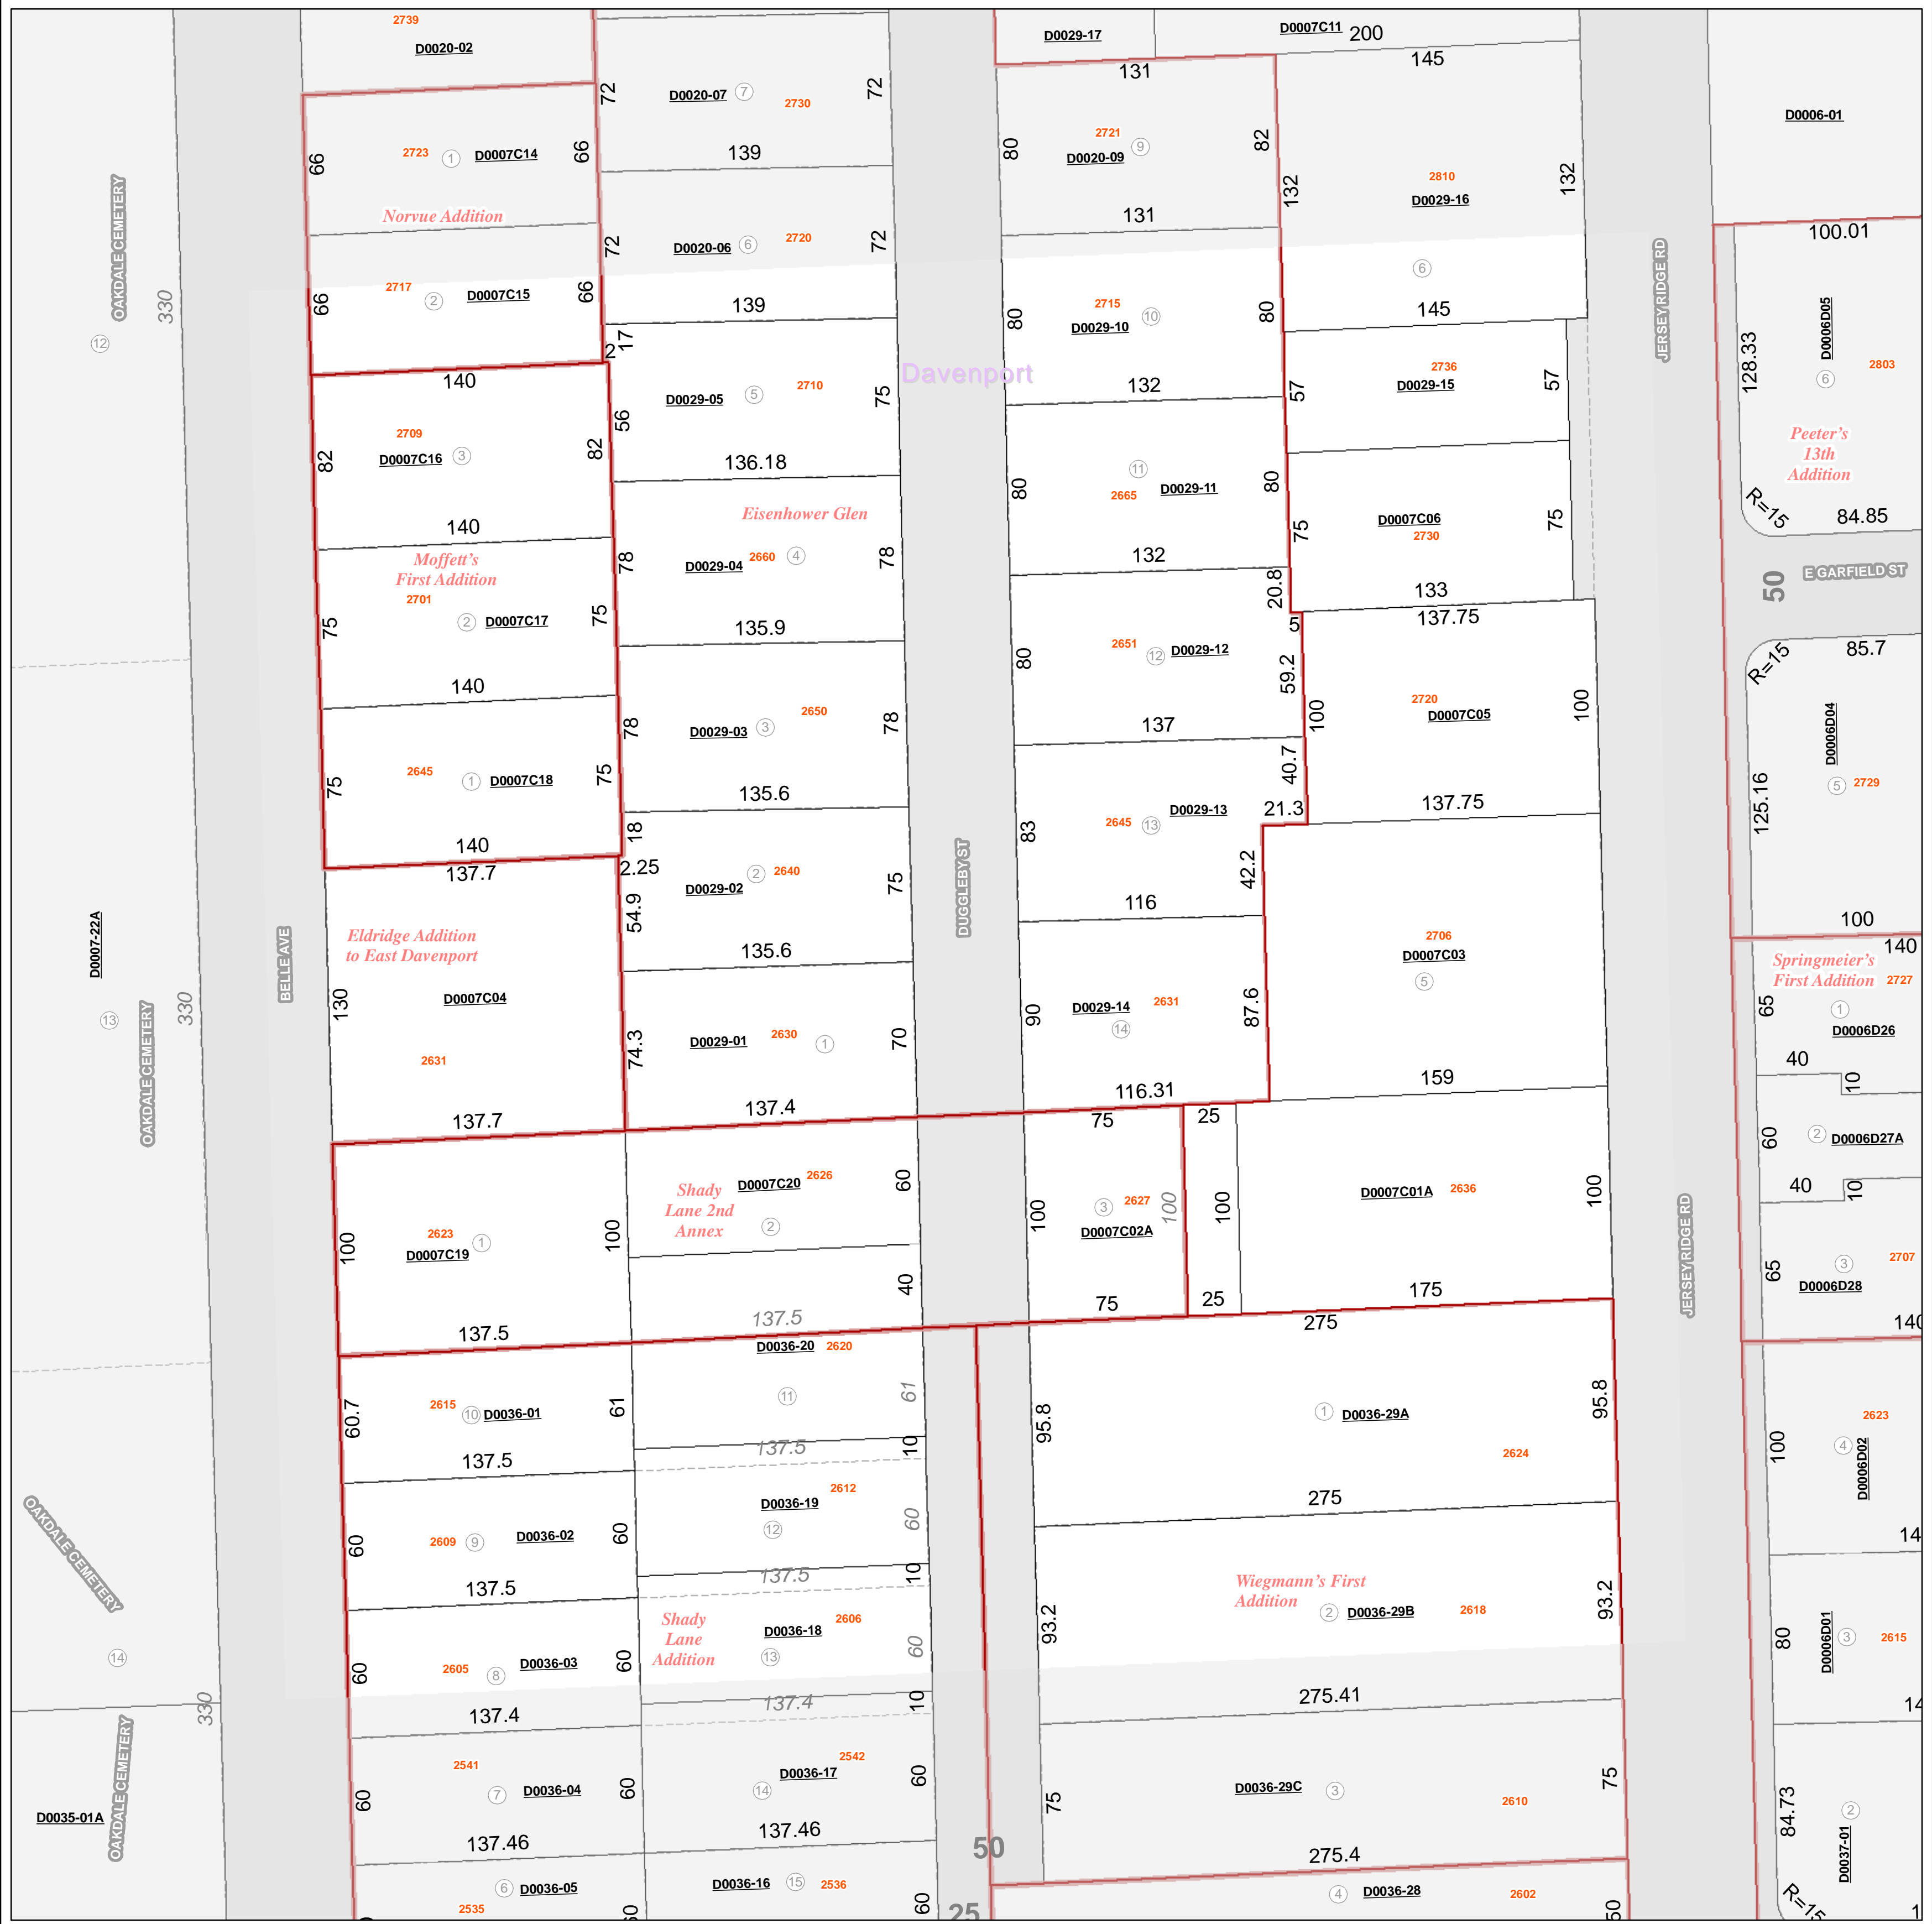 2739
D0020-02
D0007C11
200
D0029-17
131
145
72
D0020-07
7
2730
72
139
D0006-01
2723
1
D0007C14
66
66
Norvue Addition
80
2721
9
D0020-09
82
132
131
2810
D0029-16
132
6
145
OAKDALE CEMETERY
330
12
2717
2
D0007C15
66
66
72
D0020-06
6
2720
72
139
2
17
80
2715
10
D0029-10
80
132
JERSEY RIDGE RD
100.01
D0006D05
128.33
6
2803
Peeter's
13th
Addition
R=15
84.85
Davenport
140
2709
D0007C16
3
82
82
140
56
D0029-05
5
2710
75
136.18
57
2736
D0029-15
57
80
11
2665
D0029-11
80
132
75
D0007C06
2730
75
133
Eisenhower Glen
78
D0029-04
2660
4
78
135.9
Moffett's
First Addition
2701
2
D0007C17
75
75
140
50
E GARFIELD ST
20.8
5
80
2651
12
D0029-12
59.2
137
137.75
2720
D0007C05
100
100
137.75
R=15
85.7
D0006D04
125.16
5
2729
100
78
D0029-03
3
2650
78
135.6
75
2645
1
D0007C18
75
140
18
2.25
D0029-02
2
2640
75
54.9
135.6
83
2645
13
D0029-13
40.7
21.3
42.2
116
DUGGLEBY ST
D0007-22A
13
OAKDALE CEMETERY
330
BELLE AVE
137.7
Eldridge Addition
to East Davenport
D0007C04
130
2631
137.7
74.3
D0029-01
2630
1
70
137.4
90
D0029-14
2631
14
87.6
116.31
2706
D0007C03
5
159
140
Springmeier's
First Addition
2727
65
1
D0006D26
40
10
60
2
D0006D27A
40
10
65
3
2707
D0006D28
140
100
2623
1
D0007C19
100
137.5
Shady
Lane 2nd
Annex
D0007C20
2626
2
60
40
137.5
75
25
100
3
2627
D0007C02A
100
100
75
25
D0007C01A
2636
100
175
JERSEY RIDGE RD
275
95.8
1
D0036-29A
2624
95.8
275
60.7
2615
10
D0036-01
61
137.5
D0036-20
2620
11
61
137.5
10
60
2609
9
D0036-02
60
137.5
D0036-19
2612
12
60
137.5
10
2623
4
D0006D02
100
14
OAKDALE CEMETERY
14
330
60
2605
8
D0036-03
60
137.4
Shady
Lane
Addition
D0036-18
2606
13
60
137.4
10
Wiegmann's First
Addition
93.2
2
D0036-29B
2618
93.2
275.41
80
D0006D01
3
2615
14
D0035-01A
OAKDALE CEMETERY
60
2541
7
D0036-04
60
137.46
D0036-17
2542
14
60
137.46
50
75
D0036-29C
3
2610
75
275.4
84.73
2
D0037-01
R=15
6
D0036-05
2535
D0036-16
15
2536
60
25
4
D0036-28
2602